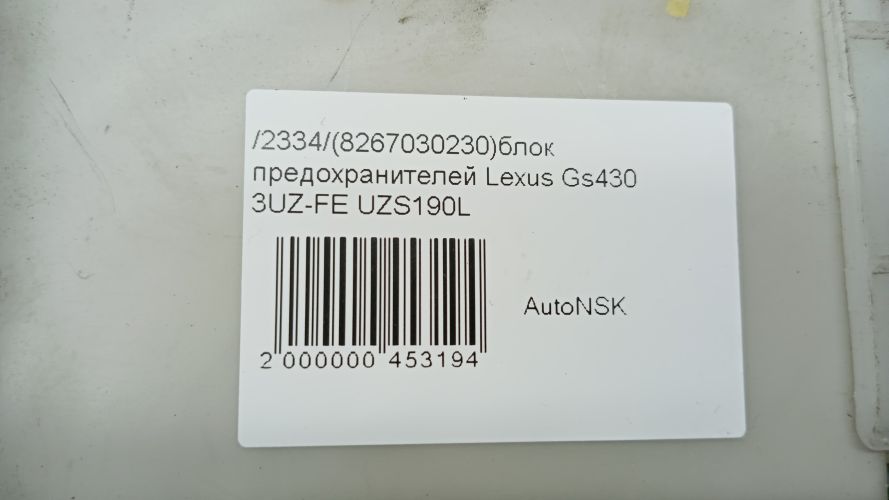 /2334/(8267030230)блок
предохранителей Lexus Gs430
3UZ-FE UZS190L
AutoNSK
2 000000 453194